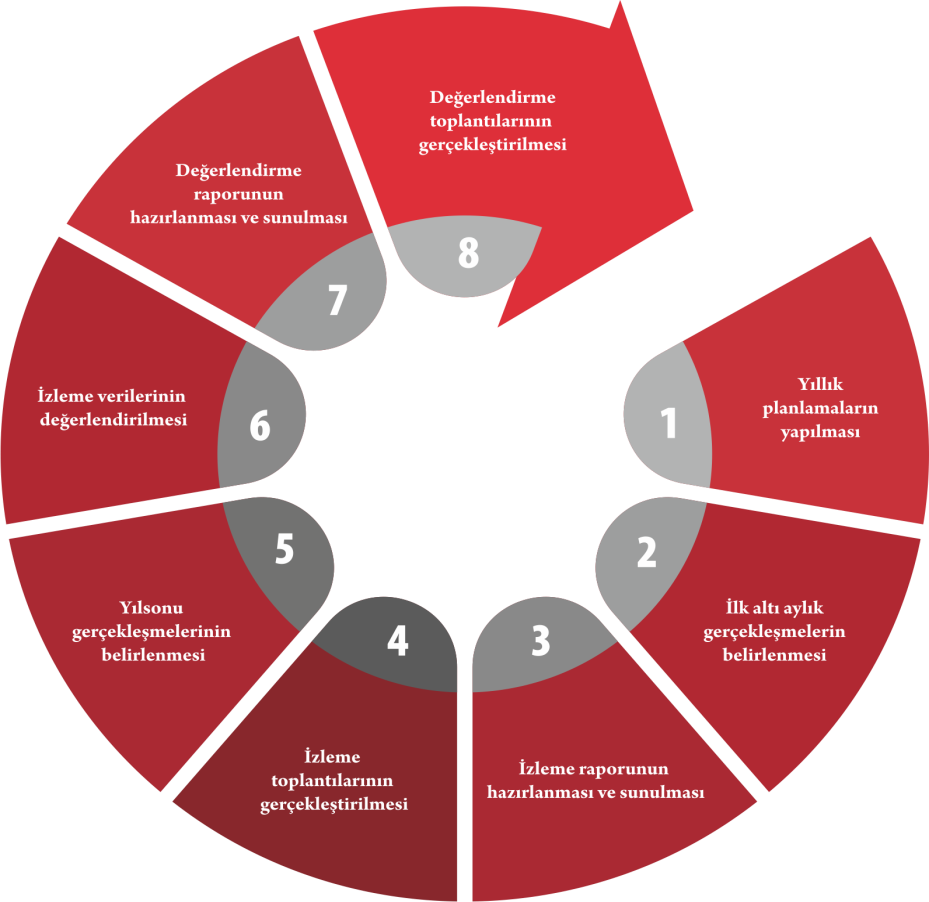 1
Yıllık
planlamaların
yapılması
2
İlk altı aylık
gerçekleşmelerin
belirlenmesi
3
İzleme raporunun
hazırlanması ve sunulması
4
İzleme
toplantılarının
gerçekleştirilmesi
5
Yılsonu
gerçekleşmelerinin
belirlenmesi
6
İzleme verilerinin
değerlendirilmesi
7
Değerlendirme
raporunun
hazırlanması ve sunulması
8
Değerlendirme
toplantılarının
gerçekleştirilmesi